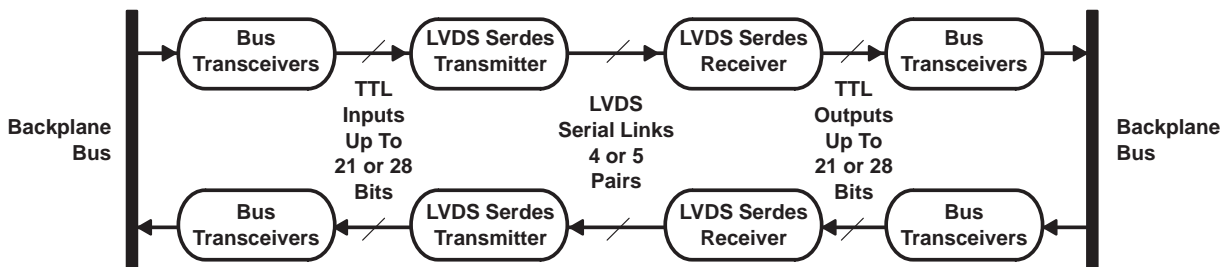 Bus
Transceivers
LVDS Serdes
Transmitter
LVDS Serdes
Receiver
Bus
Transceivers
Backplane
Bus
TTL
Inputs
Up To
21 or 28
Bits
LVDS
Serial Links
4 or 5
Pairs
TTL
Outputs
Up To
21 or 28
Bits
Backplane
Bus
Bus
Transceivers
LVDS Serdes
Transmitter
LVDS Serdes
Receiver
Bus
Transceivers